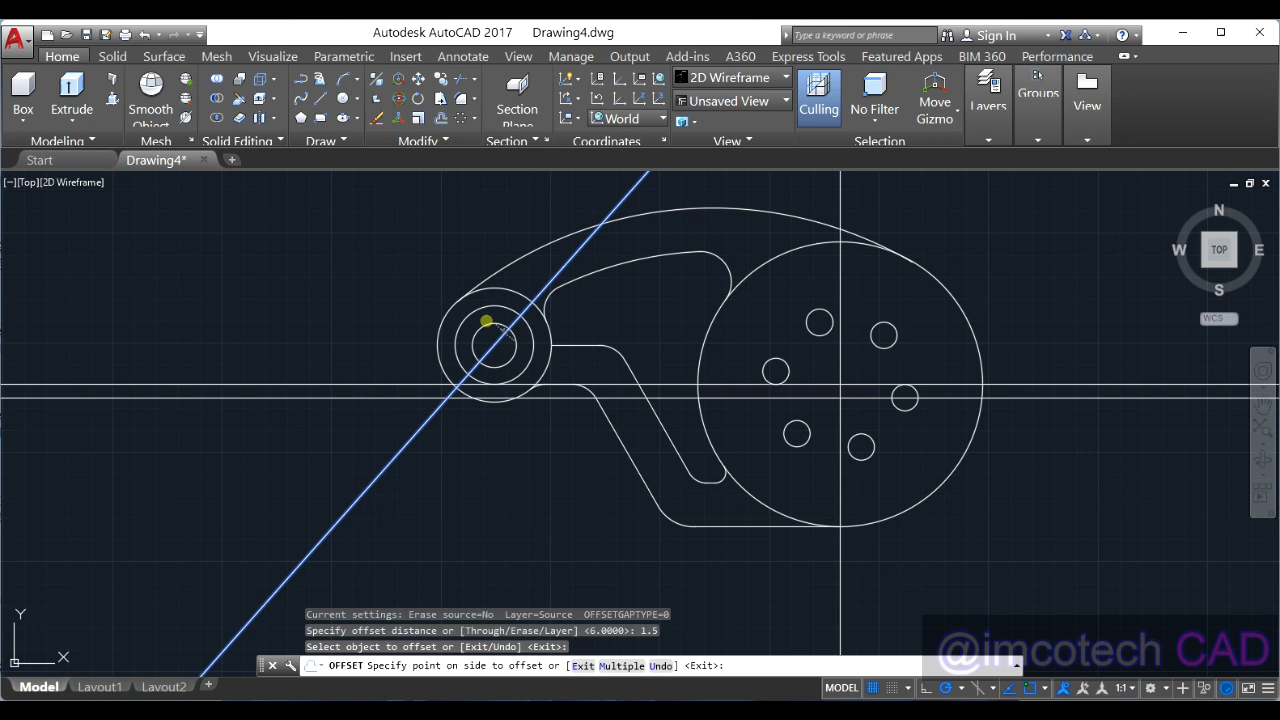 Autodesk AutoCAD 2017 Drawing4.dwg
Type a keyword or phrase
Sign In
Home Solid Surface Mesh Visualize Parametric Insert Annotate View Manage Output Add-ins A360 Express Tools Featured Apps BIM 360 Performance
Box Extrude Smooth
Object
Section
Plane
World
2D Wireframe
Unsaved View
Culling No Filter Move
Gizmo
Layers Groups View
Modeling Mesh Solid Editing Draw Modify Section Coordinates View Selection
Start Drawing4* ×
[−][Top][2D Wireframe]
N
W TOP E
S
WCS
Y
X
Current settings: Erase source=No Layer=Source OFFSETGAPTYPE=0
Specify offset distance or [Through/Erase/Layer] <6.0000>: 1.5
Select object to offset or [Exit/Undo] <Exit>:
OFFSET Specify point on side to offset or [Exit Multiple Undo] <Exit>:
@imcotech CAD
Model Layout1 Layout2 +
MODEL 1:1